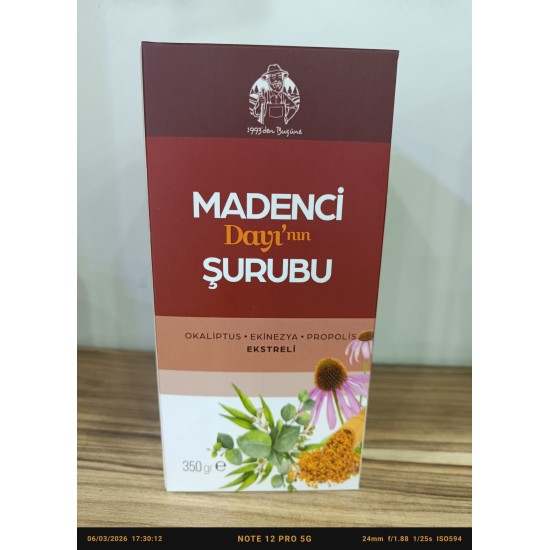 1993'den Bugüne
MADENCİ
Dayı'nın
ŞURUBU
OKALİPTUS • EKİNEZYA • PROPOLİS
EKSTRELİ
350 gr ℮
06/03/2026 17:30:12
NOTE 12 PRO 5G
24mm f/1.88 1/25s ISO594